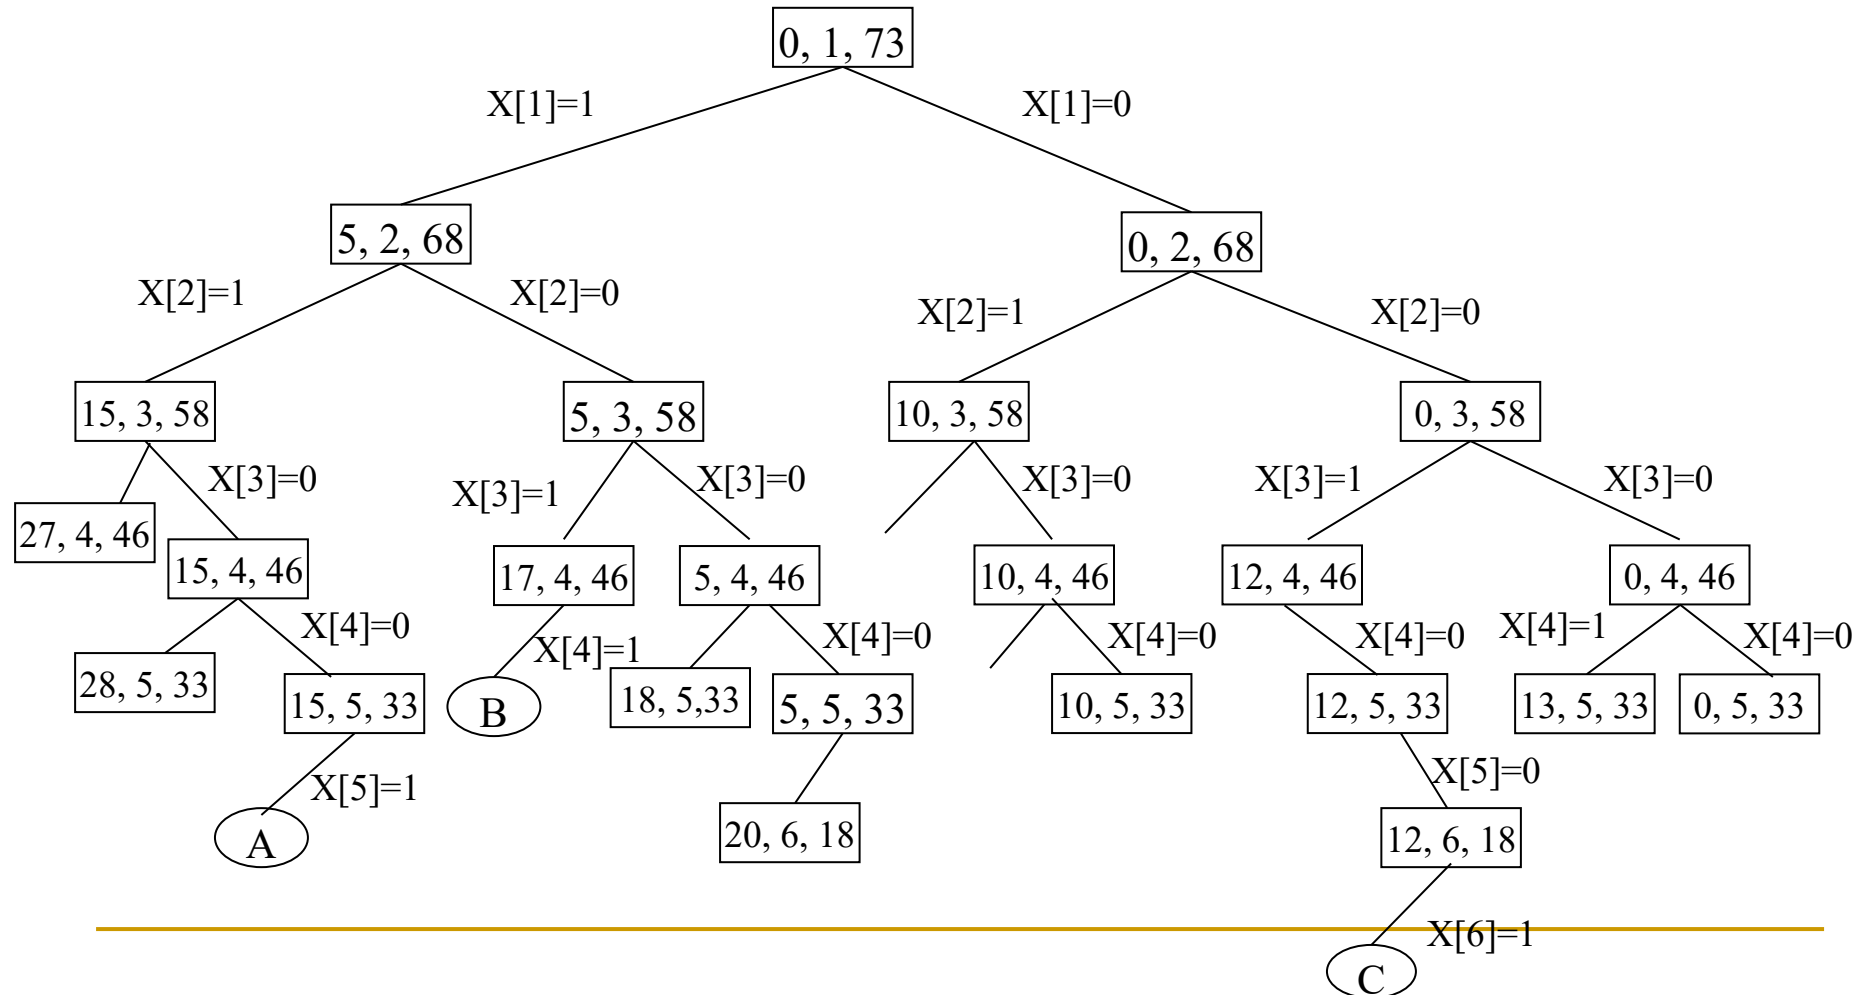 0, 1, 73
X[1]=1
X[1]=0
5, 2, 68
0, 2, 68
X[2]=1
X[2]=0
X[2]=1
X[2]=0
15, 3, 58
5, 3, 58
10, 3, 58
0, 3, 58
X[3]=0
X[3]=1
X[3]=0
X[3]=0
X[3]=1
X[3]=0
27, 4, 46
15, 4, 46
17, 4, 46
5, 4, 46
10, 4, 46
12, 4, 46
0, 4, 46
X[4]=0
X[4]=1
X[4]=0
X[4]=0
X[4]=0
X[4]=1
X[4]=0
28, 5, 33
15, 5, 33
B
18, 5,33
5, 5, 33
10, 5, 33
12, 5, 33
13, 5, 33
0, 5, 33
X[5]=1
X[5]=0
A
20, 6, 18
12, 6, 18
X[6]=1
C